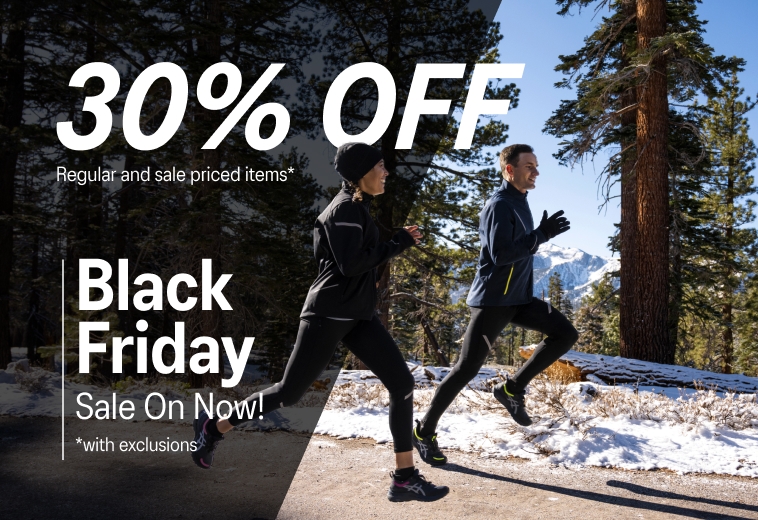 30% OFF
Regular and sale priced items*
Black
Friday
Sale On Now!
*with exclusions